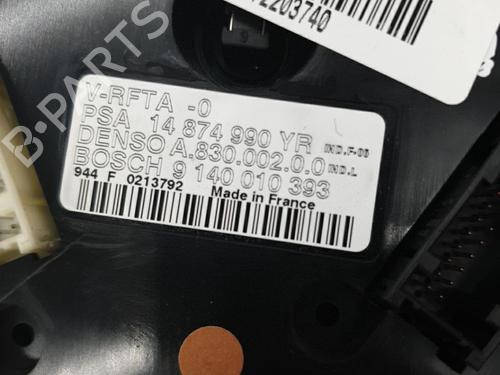 12203740
B-PARTS
V-RFTA -0
PSA 14 874 990 YR IND.F-00
DENSO A.830.002.0.0 IND.L
BOSCH 9 140 010 393
944 F 0213792 Made in France